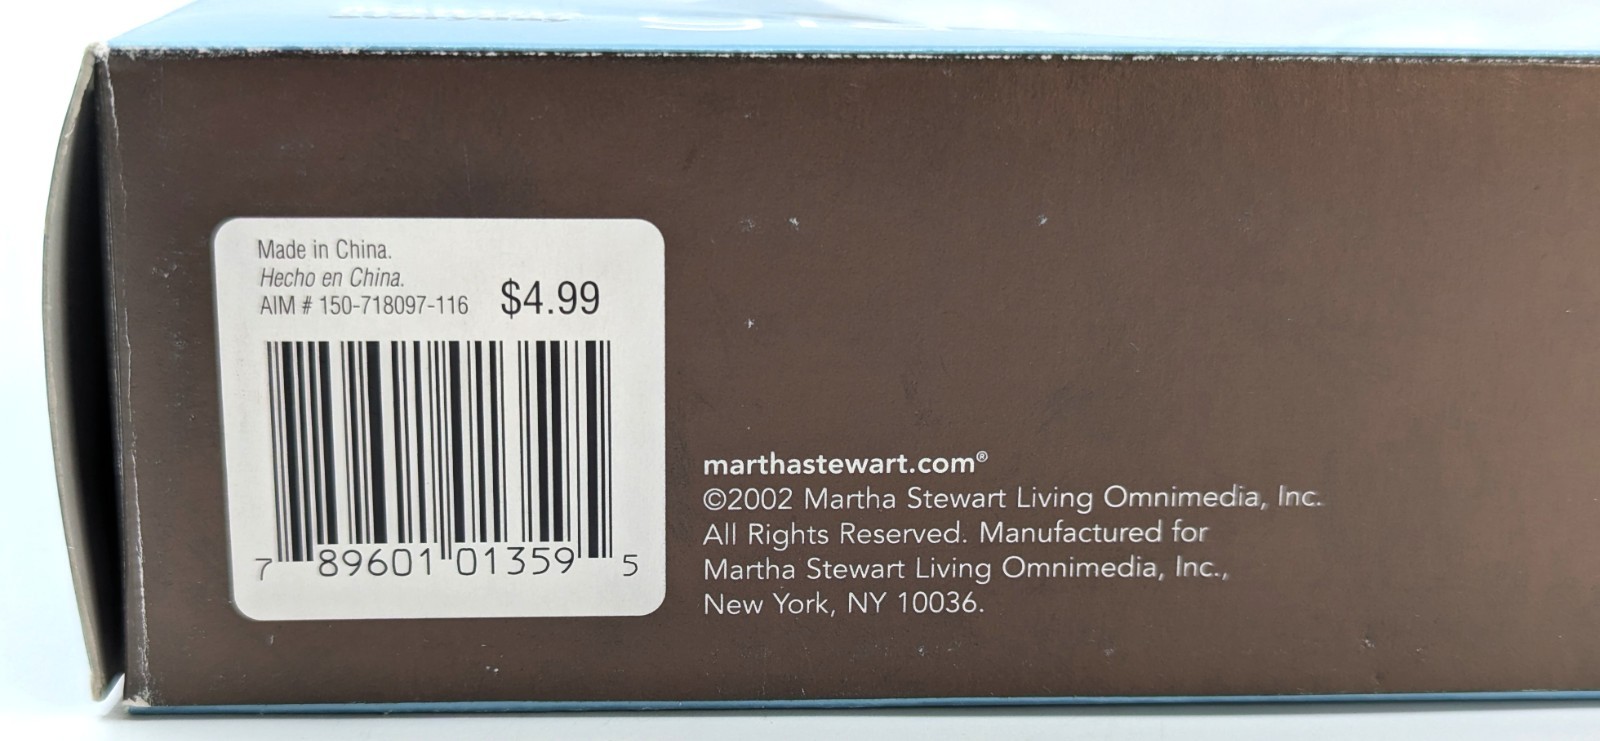 Made in China.
Hecho en China.
AIM # 150-718097-116 $4.99
7 89601 01359 5
marthastewart.com®
©2002 Martha Stewart Living Omnimedia, Inc.
All Rights Reserved. Manufactured for
Martha Stewart Living Omnimedia, Inc.,
New York, NY 10036.